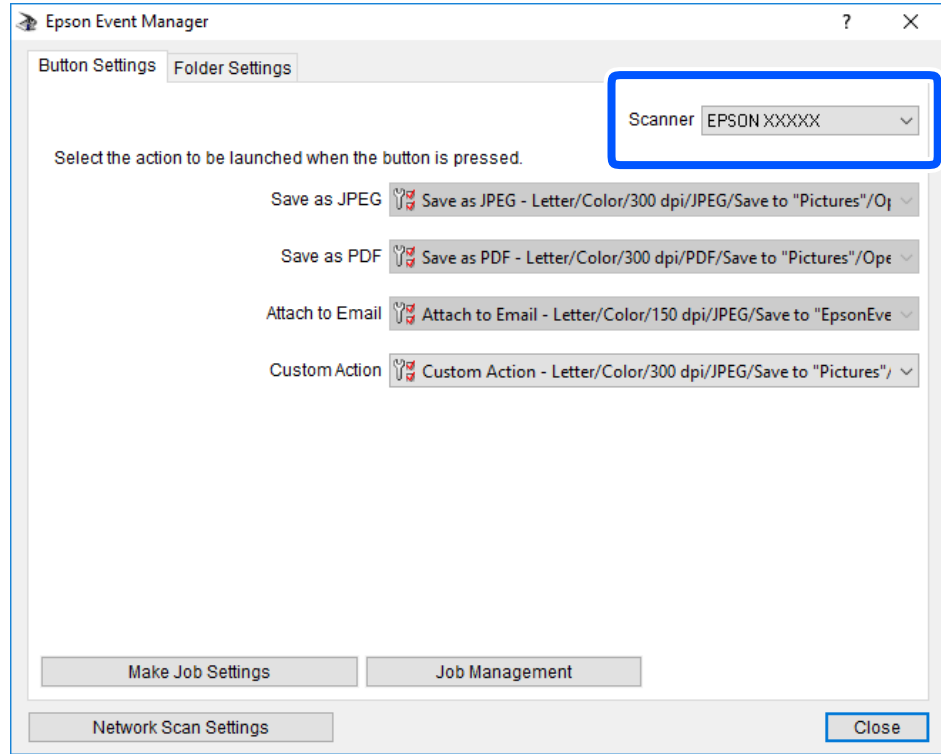 Epson Event Manager
Button Settings Folder Settings
Scanner EPSON XXXXX
Select the action to be launched when the button is pressed.
Save as JPEG Save as JPEG - Letter/Color/300 dpi/JPEG/Save to "Pictures"/Op
Save as PDF Save as PDF - Letter/Color/300 dpi/PDF/Save to "Pictures"/Ope
Attach to Email Attach to Email - Letter/Color/150 dpi/JPEG/Save to "EpsonEve
Custom Action Custom Action - Letter/Color/300 dpi/JPEG/Save to "Pictures"/
Make Job Settings Job Management
Network Scan Settings Close